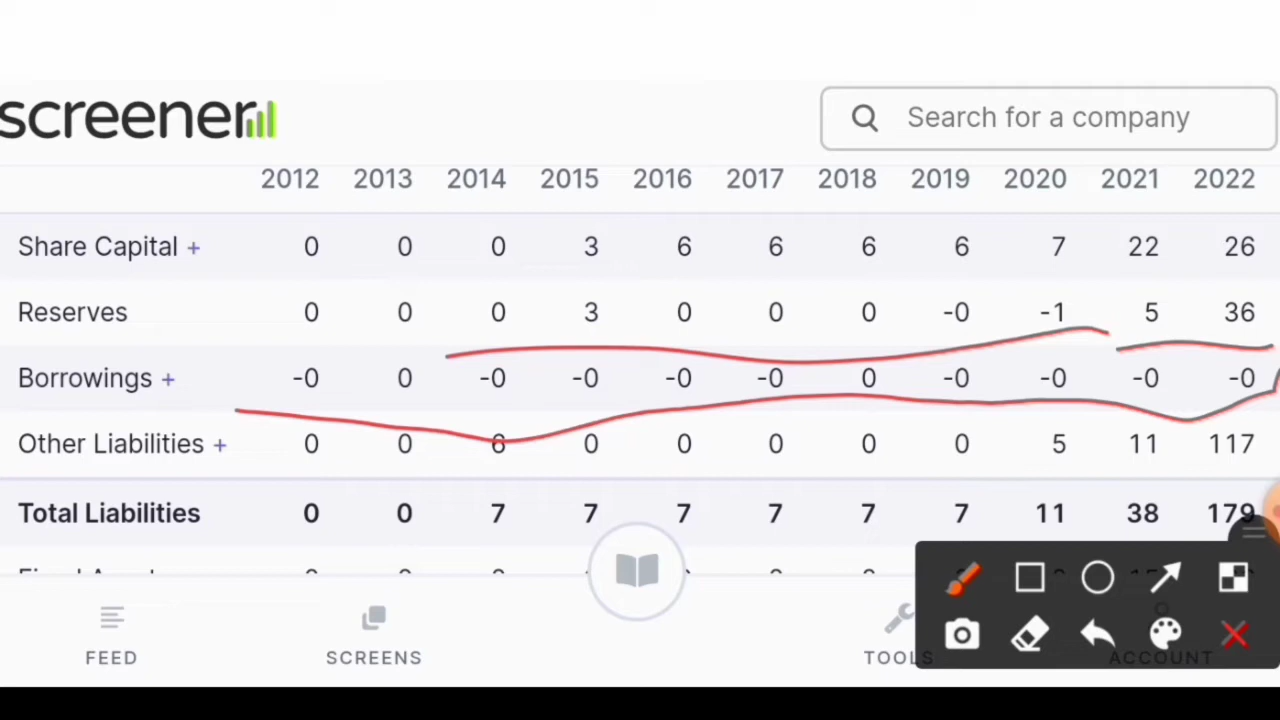 screener
Search for a company
2012 2013 2014 2015 2016 2017 2018 2019 2020 2021 2022
Share Capital + 0 0 0 3 6 6 6 6 7 22 26
Reserves 0 0 0 3 0 0 0 -0 -1 5 36
Borrowings + -0 0 -0 -0 -0 -0 0 -0 -0 -0 -0
Other Liabilities + 0 0 6 0 0 0 0 0 5 11 117
Total Liabilities 0 0 7 7 7 7 7 7 11 38 179
FEED SCREENS TOOLS ACCOUNT